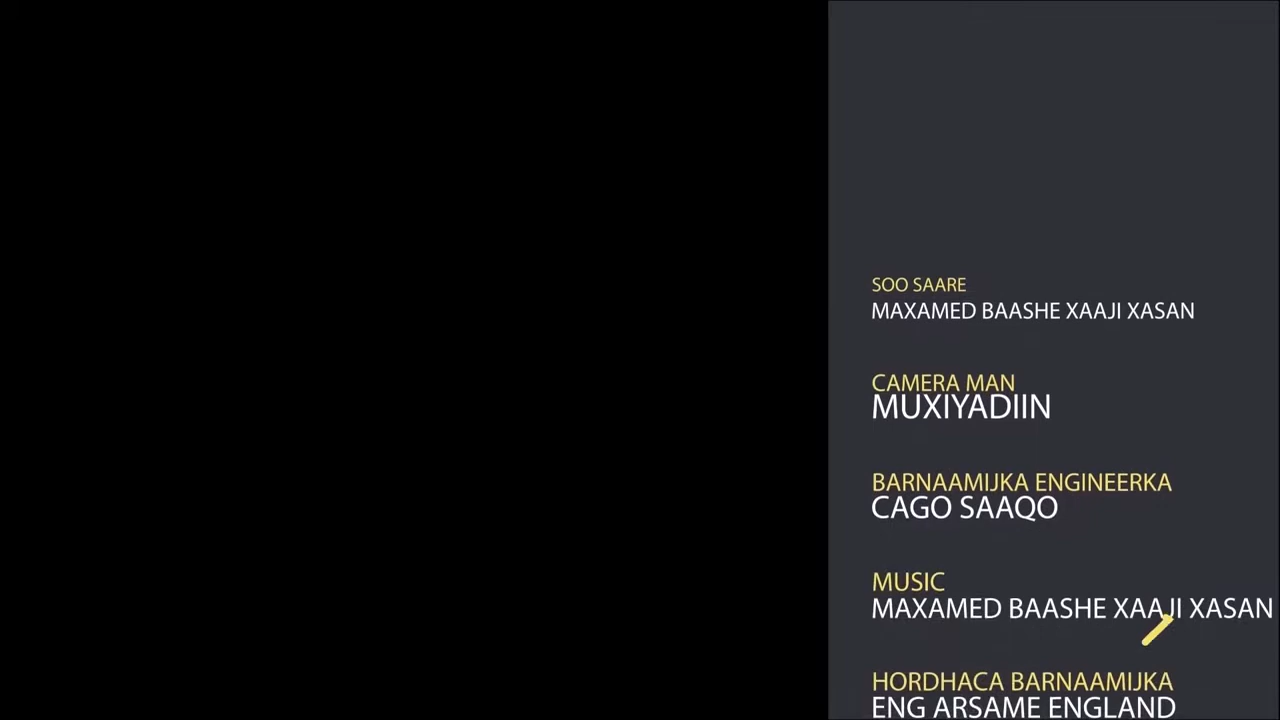 SOO SAARE
MAXAMED BAASHE XAAJI XASAN
CAMERA MAN
MUXIYADIIN
BARNAAMIJKA ENGINEERKA
CAGO SAAQO
MUSIC
MAXAMED BAASHE XAAJI XASAN
HORDHACA BARNAAMIJKA
ENG ARSAME ENGLAND